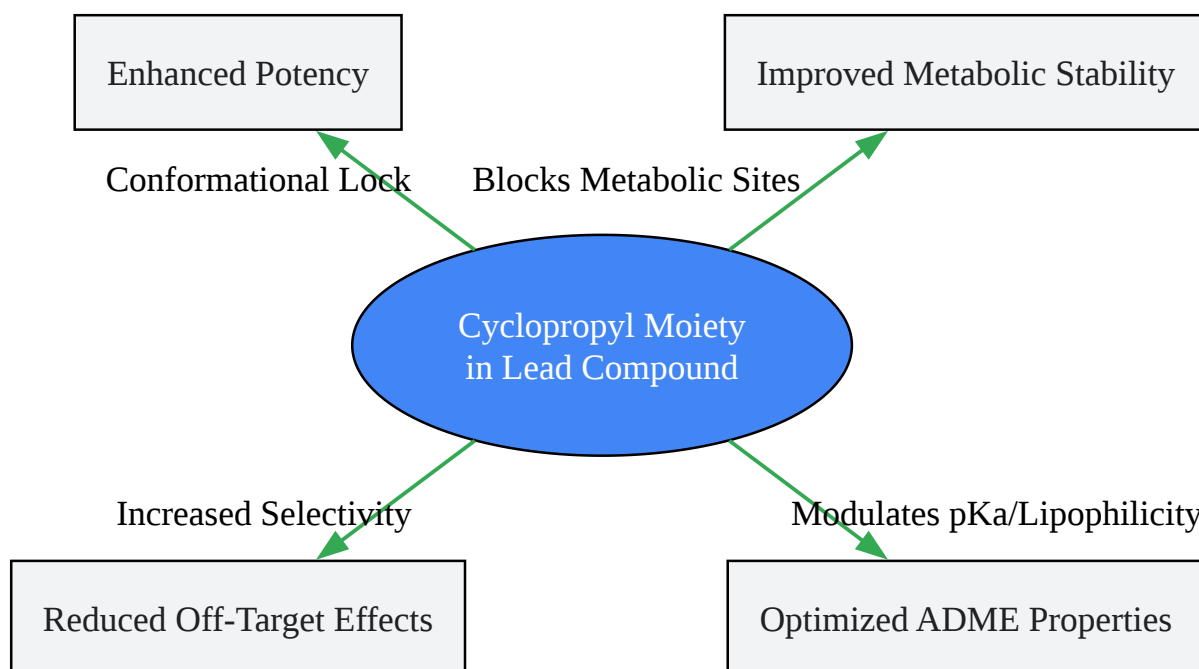 Enhanced Potency
Improved Metabolic Stability
Conformational Lock
Blocks Metabolic Sites
Cyclopropyl Moiety
in Lead Compound
Increased Selectivity
Modulates pKa/Lipophilicity
Reduced Off-Target Effects
Optimized ADME Properties